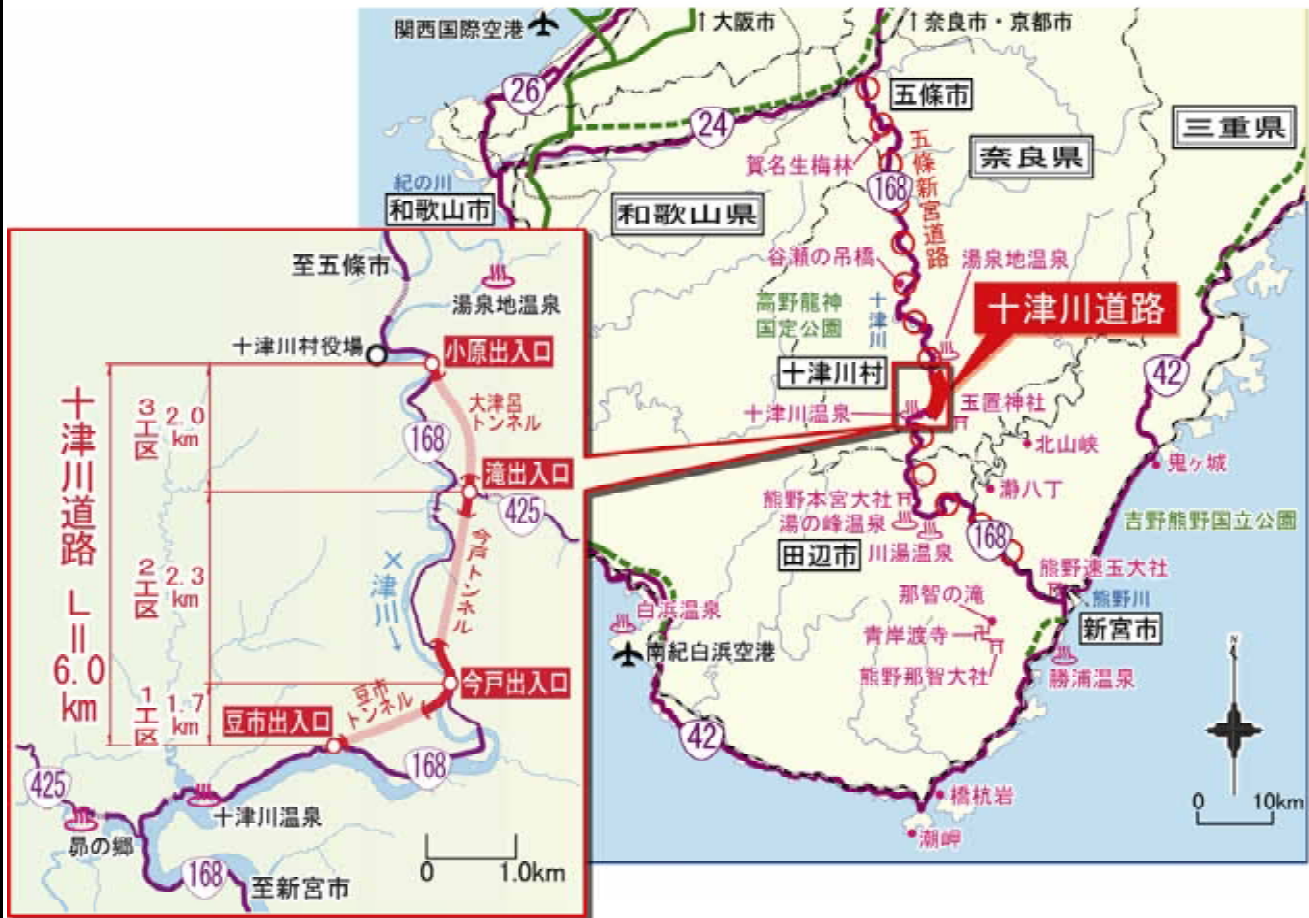 関西国際空港
↑大阪市
↑奈良市・京都市
26
24
五條市
三重県
奈良県
賀名生梅林
五條新宮道路
168
紀の川
和歌山市
和歌山県
谷瀬の吊橋
湯泉地温泉
高野龍神
国定公園
十津川
十津川道路
十津川村
42
十津川温泉
玉置神社
北山峡
鬼ヶ城
瀞八丁
熊野本宮大社
湯の峰温泉
川湯温泉
168
吉野熊野国立公園
田辺市
熊野速玉大社
熊野川
那智の滝
新宮市
白浜温泉
南紀白浜空港
青岸渡寺
熊野那智大社
勝浦温泉
42
橋杭岩
潮岬
N
0 10km
至五條市
湯泉地温泉
十津川村役場
小原出入口
十津川道路 L=6.0km
3工区
2.0km
大津呂
トンネル
168
滝出入口
425
2工区
2.3km
今戸トンネル
×津川
1工区
1.7km
今戸出入口
豆市
トンネル
豆市出入口
168
425
十津川温泉
昴の郷
168
至新宮市
0 1.0km